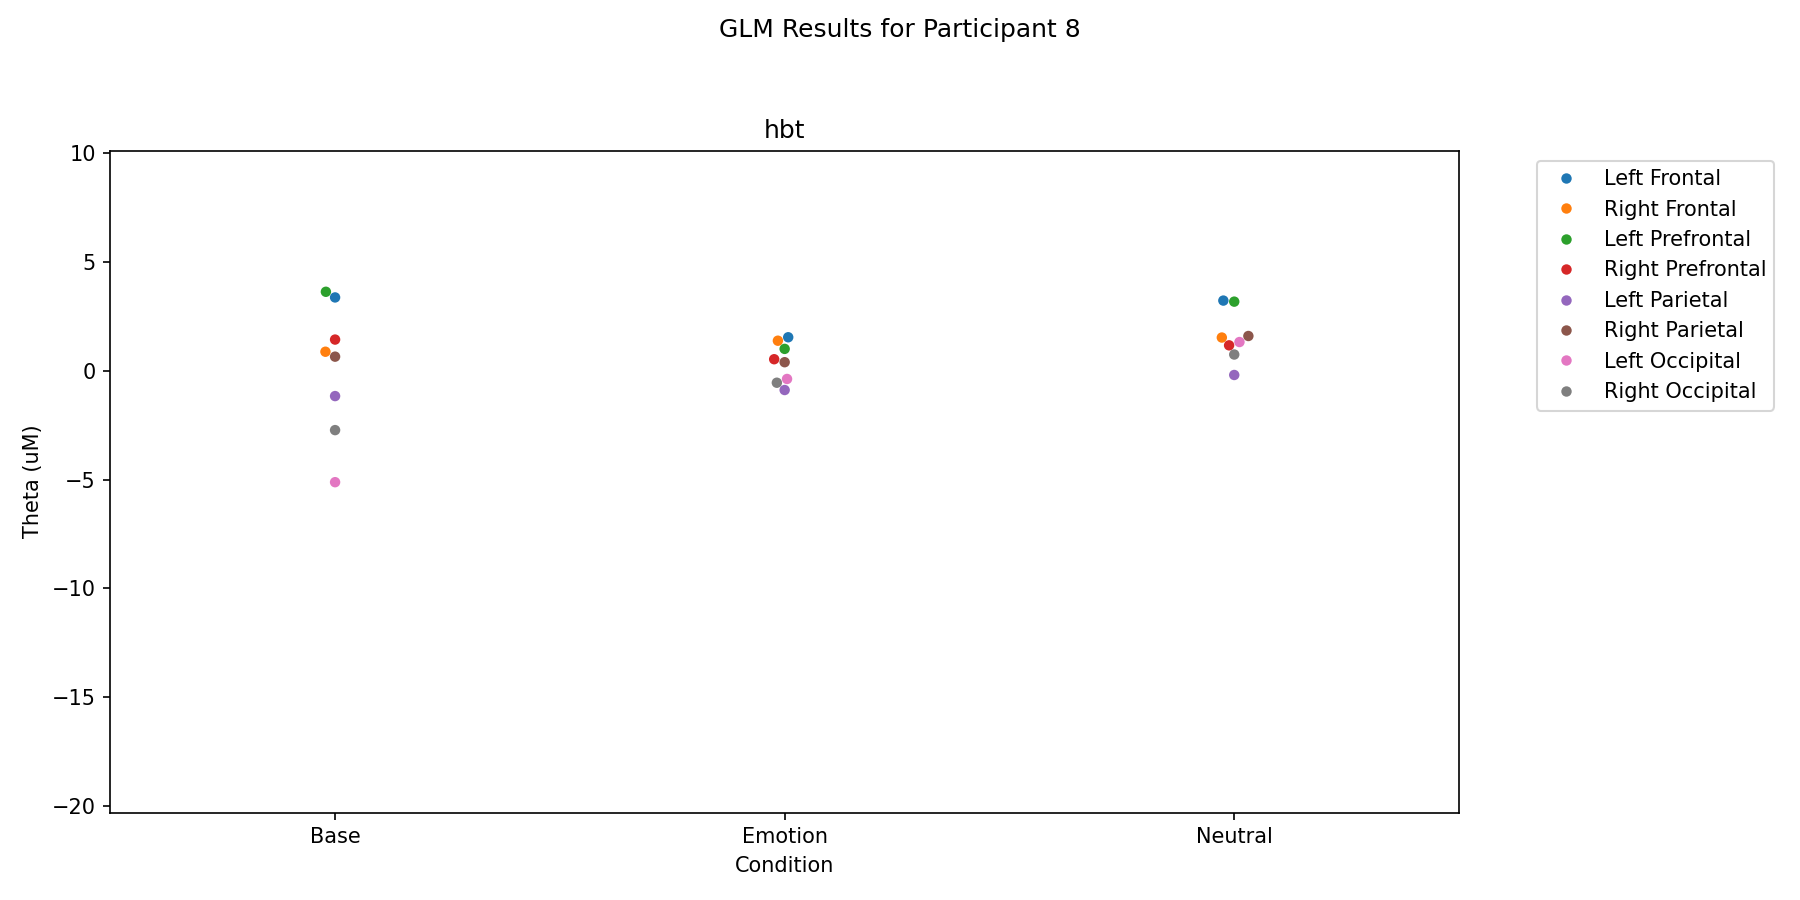 GLM Results for Participant 8
hbt
10
5
0
−5
−10
−15
−20
Theta (uM)
Base
Emotion
Neutral
Condition
Left Frontal
Right Frontal
Left Prefrontal
Right Prefrontal
Left Parietal
Right Parietal
Left Occipital
Right Occipital